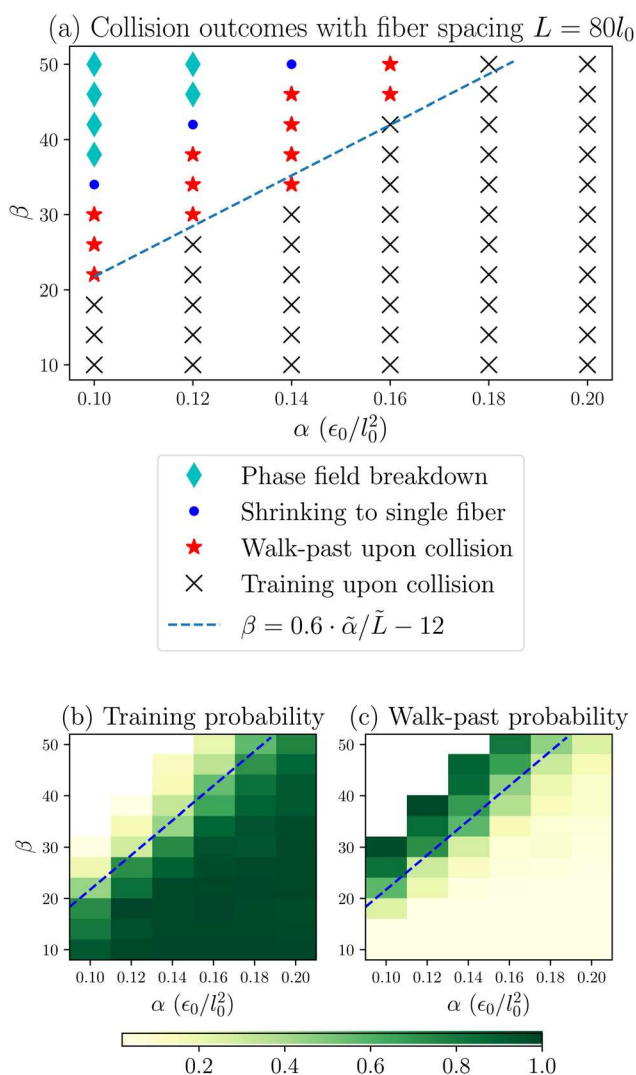 (a) Collision outcomes with fiber spacing L = 80l₀
β
50
40
30
20
10
0.10 0.12 0.14 0.16 0.18 0.20
α (ϵ₀/l₀²)
Phase field breakdown
Shrinking to single fiber
Walk-past upon collision
Training upon collision
β = 0.6 · α̃/L̃ − 12
(b) Training probability
β
50
40
30
20
10
0.10 0.12 0.14 0.16 0.18 0.20
α (ϵ₀/l₀²)
(c) Walk-past probability
50
40
30
20
10
0.10 0.12 0.14 0.16 0.18 0.20
α (ϵ₀/l₀²)
0.2 0.4 0.6 0.8 1.0